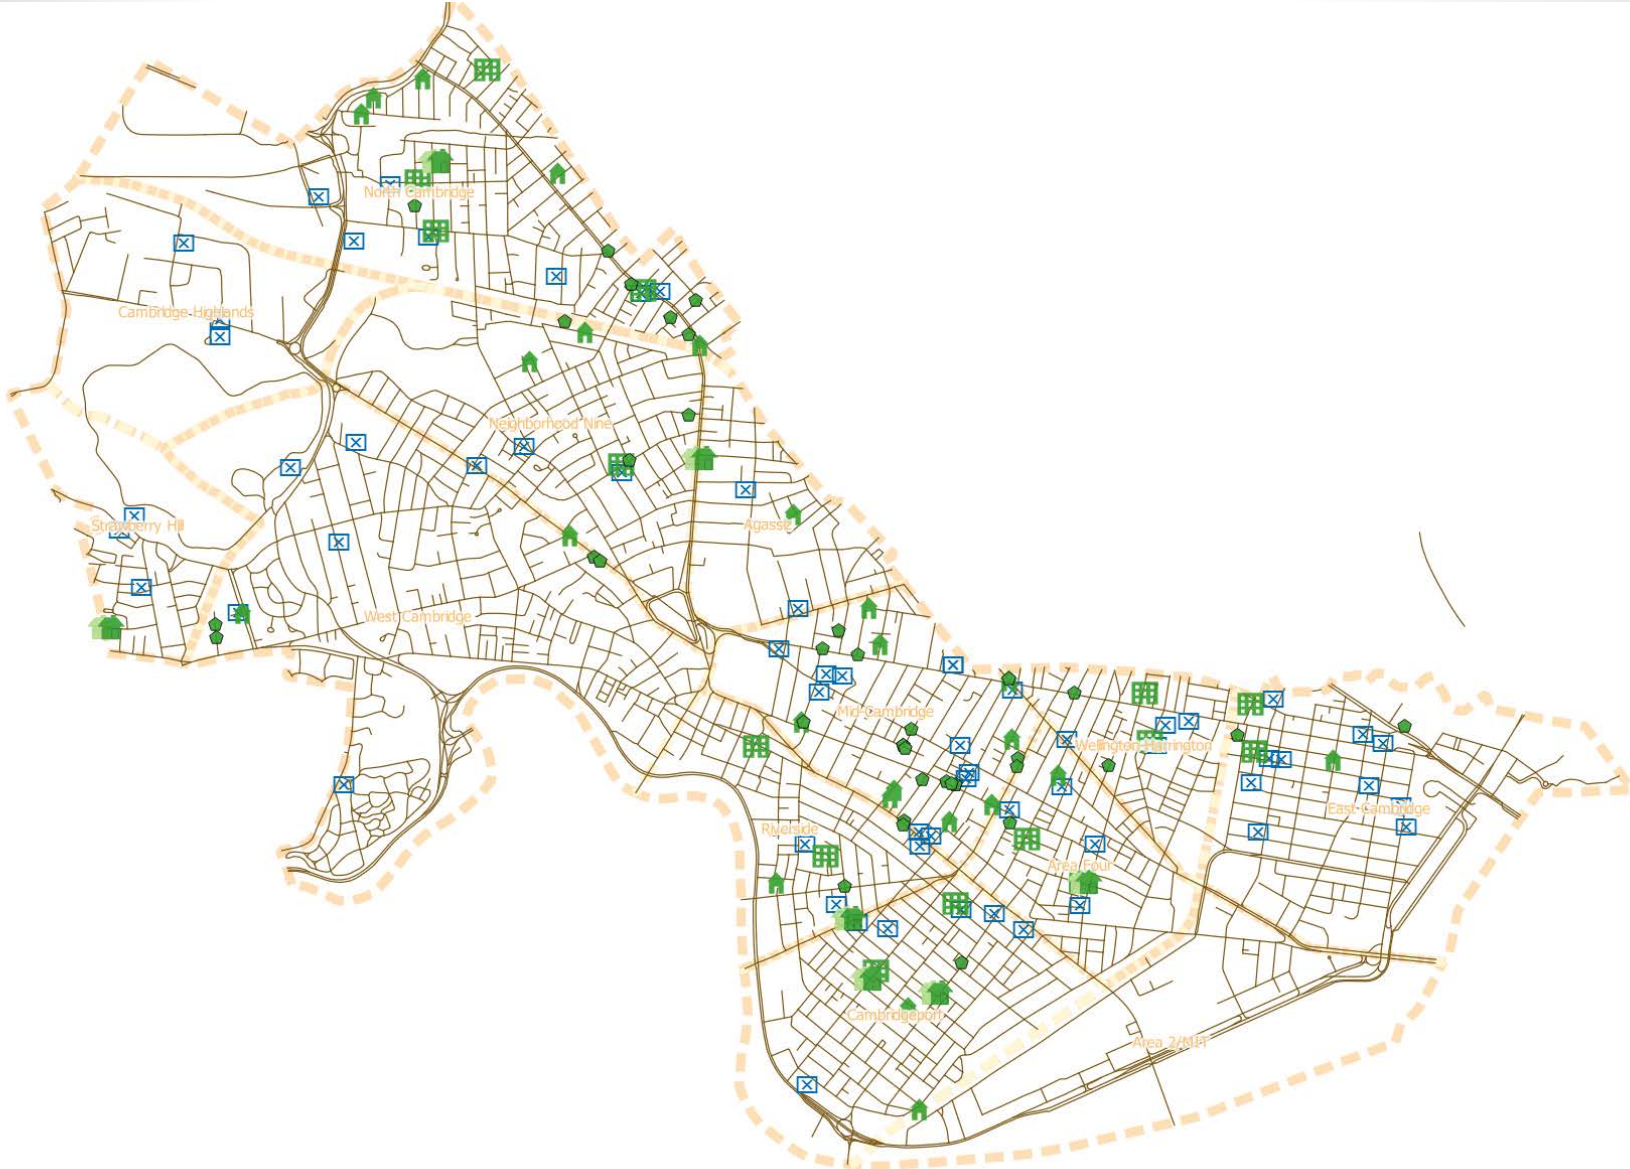 North Cambridge
Cambridge Highlands
Neighborhood Nine
Agassiz
Strawberry Hill
West Cambridge
Mid-Cambridge
Wellington-Harrington
East Cambridge
Riverside
Area Four
Cambridgeport
Area 2/MIT